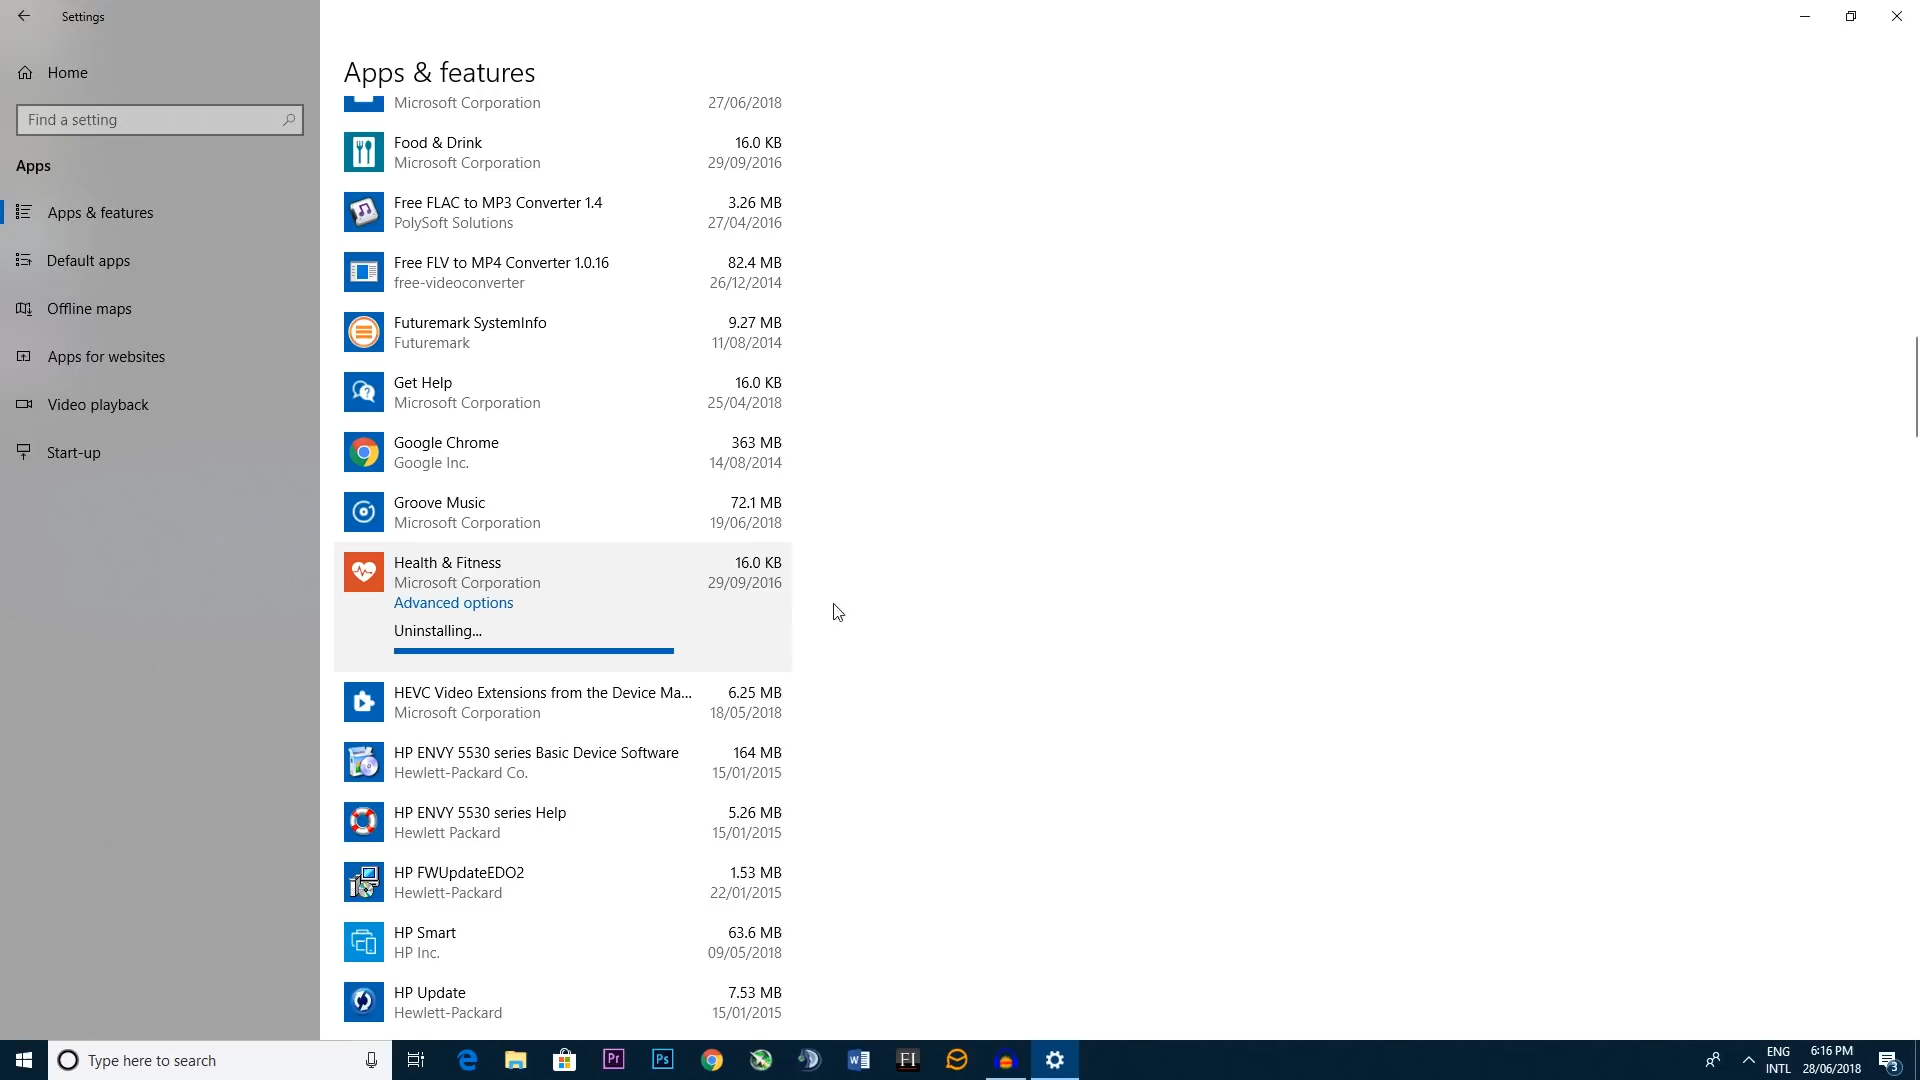 Settings
Home
Find a setting
Apps
Apps & features
Default apps
Offline maps
Apps for websites
Video playback
Start-up
Apps & features
Microsoft Corporation 27/06/2018
Food & Drink 16.0 KB
Microsoft Corporation 29/09/2016
Free FLAC to MP3 Converter 1.4 3.26 MB
PolySoft Solutions 27/04/2016
Free FLV to MP4 Converter 1.0.16 82.4 MB
free-videoconverter 26/12/2014
Futuremark SystemInfo 9.27 MB
Futuremark 11/08/2014
Get Help 16.0 KB
Microsoft Corporation 25/04/2018
Google Chrome 363 MB
Google Inc. 14/08/2014
Groove Music 72.1 MB
Microsoft Corporation 19/06/2018
Health & Fitness 16.0 KB
Microsoft Corporation 29/09/2016
Advanced options
Uninstalling...
HEVC Video Extensions from the Device Ma... 6.25 MB
Microsoft Corporation 18/05/2018
HP ENVY 5530 series Basic Device Software 164 MB
Hewlett-Packard Co. 15/01/2015
HP ENVY 5530 series Help 5.26 MB
Hewlett Packard 15/01/2015
HP FWUpdateEDO2 1.53 MB
Hewlett-Packard 22/01/2015
HP Smart 63.6 MB
HP Inc. 09/05/2018
HP Update 7.53 MB
Hewlett-Packard 15/01/2015
Type here to search
Pr
Ps
FI
ENG
INTL
6:16 PM
28/06/2018
3